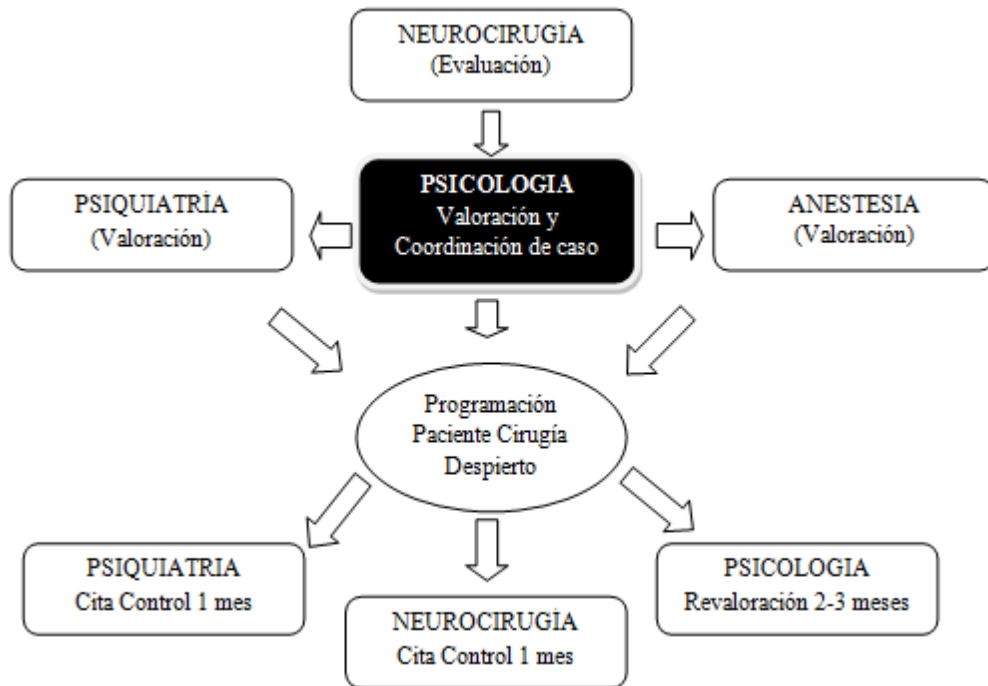 NEUROCIRUGÍA
(Evaluación)
PSICOLOGIA
Valoración y
Coordinación de caso
PSIQUIATRÍA
(Valoración)
ANESTESIA
(Valoración)
Programación
Paciente Cirugía
Despierto
PSIQUIATRIA
Cita Control 1 mes
NEUROCIRUGÍA
Cita Control 1 mes
PSICOLOGIA
Revaloración 2-3 meses